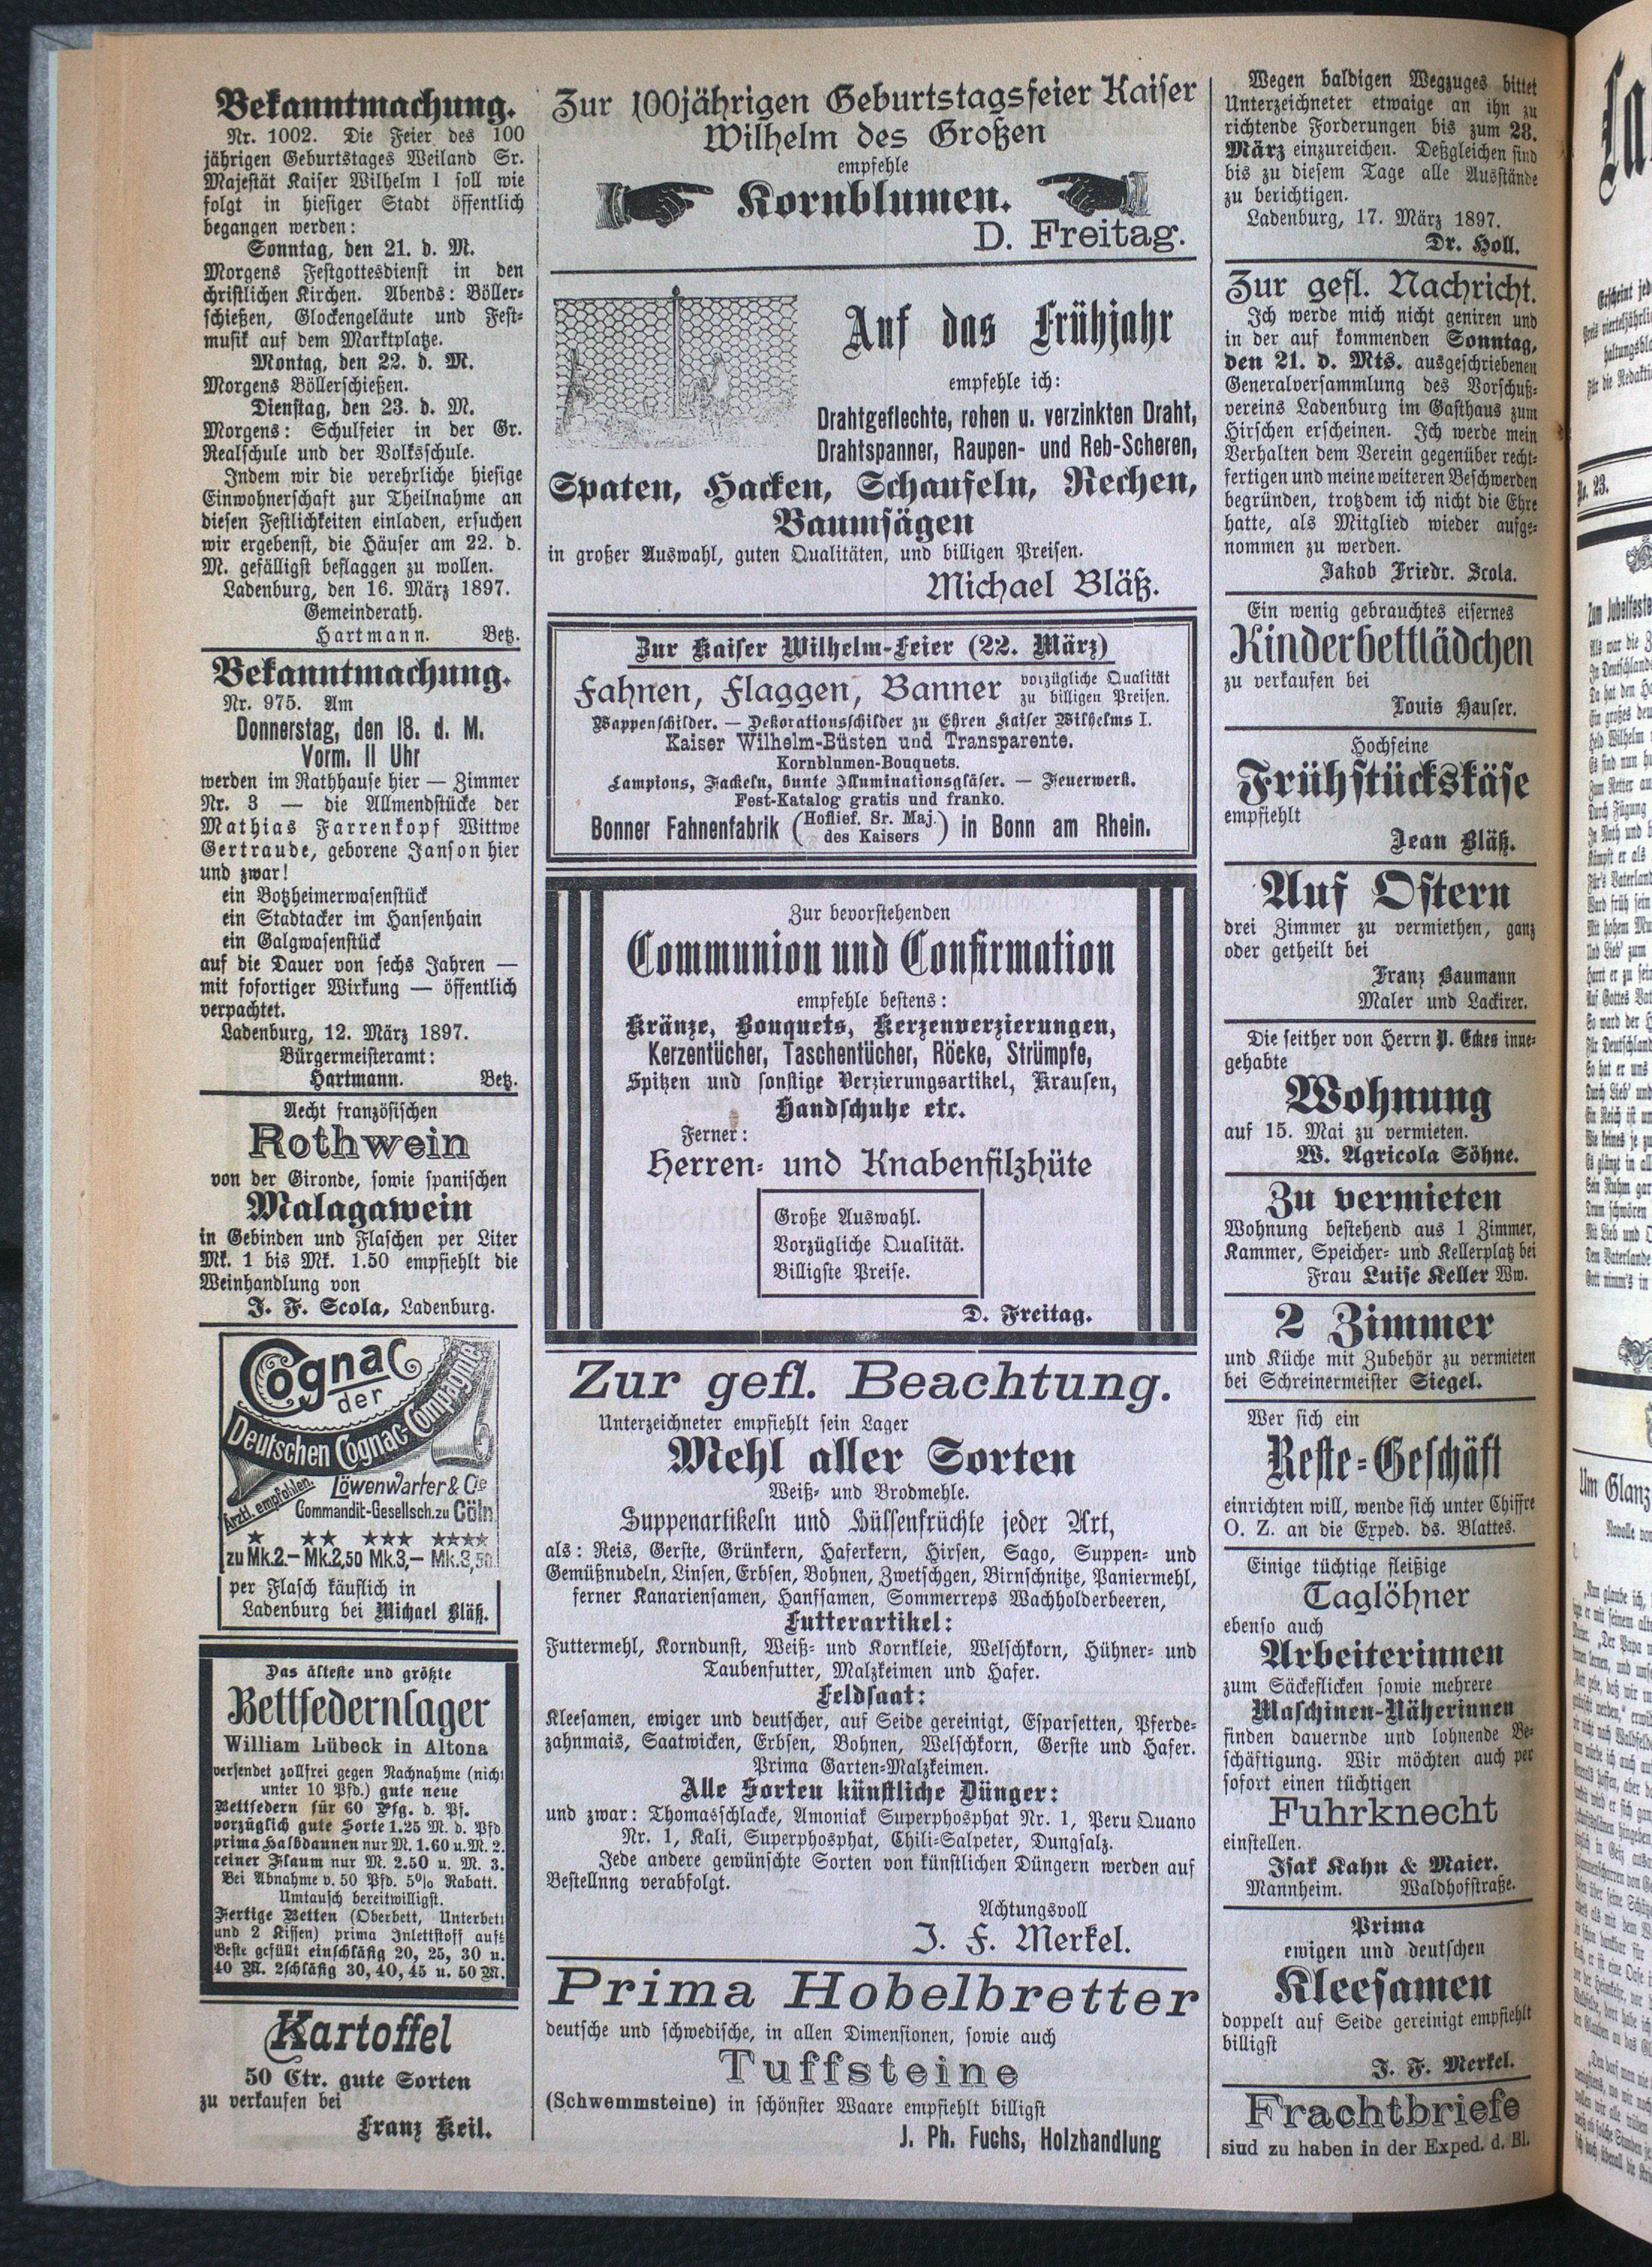 Bekanntmachung.
Nr. 1002. Die Feier des 100
jährigen Geburtstages Weiland Sr.
Majestät Kaiser Wilhelm I soll wie
folgt in hiesiger Stadt öffentlich
begangen werden:
Sonntag, den 21. d. M.
Morgens Festgottesdienst in den
christlichen Kirchen. Abends: Böller-
schießen, Glockengeläute und Fest-
musik auf dem Marktplatze.
Montag, den 22. d. M.
Morgens Böllerschießen.
Dienstag, den 23. d. M.
Morgens: Schulfeier in der Gr.
Realschule und der Volksschule.
Indem wir die verehrliche hiesige
Einwohnerschaft zur Theilnahme an
diesen Festlichkeiten einladen, ersuchen
wir ergebenst, die Häuser am 22. d.
M. gefälligst beflaggen zu wollen.
Ladenburg, den 16. März 1897.
Gemeinderath.
Hartmann. Betz.
Bekanntmachung.
Nr. 975. Am
Donnerstag, den 18. d. M.
Vorm. 11 Uhr
werden im Rathhause hier — Zimmer
Nr. 3 — die Allmendstücke der
Mathias Farrenkopf Wittwe
Gertraude, geborene Janson hier
und zwar!
ein Botzheimerwasenstück
ein Stadtacker im Hansenhain
ein Galgwasenstück
auf die Dauer von sechs Jahren —
mit sofortiger Wirkung — öffentlich
verpachtet.
Ladenburg, 12. März 1897.
Bürgermeisteramt:
Hartmann. Betz.
Aecht französischen
Rothwein
von der Gironde, sowie spanischen
Malagawein
in Gebinden und Flaschen per Liter
Mk. 1 bis Mk. 1.50 empfiehlt die
Weinhandlung von
J. F. Scola, Ladenburg.
Cognac
der
Deutschen Cognac-Compagnie
Ärztl. empfohlen.
Löwenwarter & Cie
Commandit-Gesellsch. zu Cöln
★ ★★ ★★★ ★★★★
zu Mk. 2.– Mk. 2,50 Mk. 3,– Mk. 3,50
per Flasch käuflich in
Ladenburg bei Michael Bläß.
Das älteste und größte
Bettfedernlager
William Lübeck in Altona
versendet zollfrei gegen Nachnahme (nicht
unter 10 Pfd.) gute neue
Bettfedern für 60 Pfg. d. Pf.
vorzüglich gute Sorte 1.25 M. d. Pfd
prima Halbdaunen nur M. 1.60 u. M. 2.
reiner Flaum nur M. 2.50 u. M. 3.
Bei Abnahme v. 50 Pfd. 5% Rabatt.
Umtausch bereitwilligst.
Fertige Betten (Oberbett, Unterbett
und 2 Kissen) prima Inlettstoff aufs
Beste gefüllt einschläfig 20, 25, 30 u.
40 M. 2schläfig 30, 40, 45 u. 50 M.
Kartoffel
50 Ctr. gute Sorten
zu verkaufen bei
Franz Keil.
Zur 100jährigen Geburtstagsfeier Kaiser
Wilhelm des Großen
empfehle
Kornblumen.
D. Freitag.
Auf das Frühjahr
empfehle ich:
Drahtgeflechte, rohen u. verzinkten Draht,
Drahtspanner, Raupen- und Reb-Scheren,
Spaten, Hacken, Schaufeln, Rechen,
Baumsägen
in großer Auswahl, guten Qualitäten, und billigen Preisen.
Michael Bläß.
Zur Kaiser Wilhelm-Feier (22. März)
Fahnen, Flaggen, Banner vorzügliche Qualität
zu billigen Preisen.
Wappenschilder. — Dekorationsschilder zu Ehren Kaiser Wilhelms I.
Kaiser Wilhelm-Büsten und Transparente.
Kornblumen-Bouquets.
Lampions, Fackeln, bunte Illuminationsgläser. — Feuerwerk.
Fest-Katalog gratis und franko.
Bonner Fahnenfabrik (Hoflief. Sr. Maj. des Kaisers) in Bonn am Rhein.
Zur bevorstehenden
Communion und Confirmation
empfehle bestens:
Kränze, Bouquets, Kerzenverzierungen,
Kerzentücher, Taschentücher, Röcke, Strümpfe,
Spitzen und sonstige Verzierungsartikel, Krausen,
Handschuhe etc.
Ferner:
Herren- und Knabenfilzhüte
Große Auswahl.
Vorzügliche Qualität.
Billigste Preise.
D. Freitag.
Zur gefl. Beachtung.
Unterzeichneter empfiehlt sein Lager
Mehl aller Sorten
Weiß- und Brodmehle.
Suppenartikeln und Hülsenfrüchte jeder Art,
als: Reis, Gerste, Grünkern, Haferkern, Hirsen, Sago, Suppen- und
Gemüßnudeln, Linsen, Erbsen, Bohnen, Zwetschgen, Birnschnitze, Paniermehl,
ferner Kanariensamen, Hanfsamen, Sommerreps Wachholderbeeren,
Futterartikel:
Futtermehl, Korndunst, Weiß- und Kornkleie, Welschkorn, Hühner- und
Taubenfutter, Malzkeimen und Hafer.
Feldsaat:
Kleesamen, ewiger und deutscher, auf Seide gereinigt, Esparsetten, Pferde-
zahnmais, Saatwicken, Erbsen, Bohnen, Welschkorn, Gerste und Hafer.
Prima Garten-Malzkeimen.
Alle Sorten künstliche Dünger:
und zwar: Thomasschlacke, Amoniak Superphosphat Nr. 1, Peru Quano
Nr. 1, Kali, Superphosphat, Chili-Salpeter, Dungsalz.
Jede andere gewünschte Sorten von künstlichen Düngern werden auf
Bestellnng verabfolgt.
Achtungsvoll
J. F. Merkel.
Prima Hobelbretter
deutsche und schwedische, in allen Dimensionen, sowie auch
Tuffsteine
(Schwemmsteine) in schönster Waare empfiehlt billigst
J. Ph. Fuchs, Holzhandlung
Wegen baldigen Wegzuges bittet
Unterzeichneter etwaige an ihn zu
richtende Forderungen bis zum 28.
März einzureichen. Deßgleichen sind
bis zu diesem Tage alle Ausstände
zu berichtigen.
Ladenburg, 17. März 1897.
Dr. Holl.
Zur gefl. Nachricht.
Ich werde mich nicht geniren und
in der auf kommenden Sonntag,
den 21. d. Mts. ausgeschriebenen
Generalversammlung des Vorschuß-
vereins Ladenburg im Gasthaus zum
Hirschen erscheinen. Ich werde mein
Verhalten dem Verein gegenüber recht-
fertigen und meine weiteren Beschwerden
begründen, trotzdem ich nicht die Ehre
hatte, als Mitglied wieder aufge-
nommen zu werden.
Jakob Friedr. Scola.
Ein wenig gebrauchtes eisernes
Kinderbettlädchen
zu verkaufen bei
Louis Hauser.
Hochfeine
Frühstückskäse
empfiehlt
Jean Bläß.
Auf Ostern
drei Zimmer zu vermiethen, ganz
oder getheilt bei
Franz Baumann
Maler und Lackirer.
Die seither von Herrn P. Eckes inne-
gehabte
Wohnung
auf 15. Mai zu vermieten.
W. Agricola Söhne.
Zu vermieten
Wohnung bestehend aus 1 Zimmer,
Kammer, Speicher- und Kellerplatz bei
Frau Luise Keller Ww.
2 Zimmer
und Küche mit Zubehör zu vermieten
bei Schreinermeister Siegel.
Wer sich ein
Reste-Geschäft
einrichten will, wende sich unter Chiffre
O. Z. an die Exped. ds. Blattes.
Einige tüchtige fleißige
Taglöhner
ebenso auch
Arbeiterinnen
zum Säckeflicken sowie mehrere
Maschinen-Näherinnen
finden dauernde und lohnende Be-
schäftigung. Wir möchten auch per
sofort einen tüchtigen
Fuhrknecht
einstellen.
Isak Kahn & Maier.
Mannheim. Waldhofstraße.
Prima
ewigen und deutschen
Kleesamen
doppelt auf Seide gereinigt empfiehlt
billigst
J. F. Merkel.
Frachtbriefe
sind zu haben in der Exped. d. Bl.